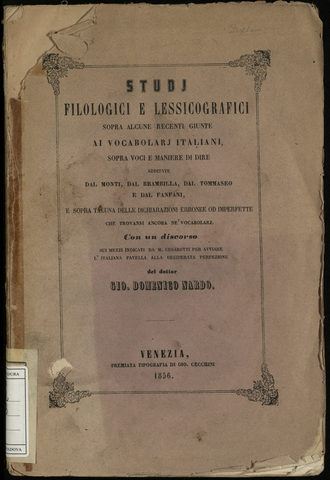 STUDJ
FILOLOGICI E LESSICOGRAFICI
SOPRA ALCUNE RECENTI GIUNTE
AI VOCABOLARJ ITALIANI,
SOPRA VOCI E MANIERE DI DIRE
ADDITATE
DAL MONTI, DAL BRAMBILLA, DAL TOMMASEO
E DAL FANFANI,
E SOPRA TALUNA DELLE DICHIARAZIONI ERRONEE OD IMPERFETTE
CHE TROVANSI ANCORA NE' VOCABOLARJ.
Con un discorso
SUI MEZZI INDICATI DA M. CESAROTTI PER AVVIARE
L'ITALIANA FAVELLA ALLA DESIDERATA PERFEZIONE
del dottor
GIO. DOMENICO NARDO.
VENEZIA,
PREMIATA TIPOGRAFIA DI GIO. CECCHINI
1856.
PADOVA